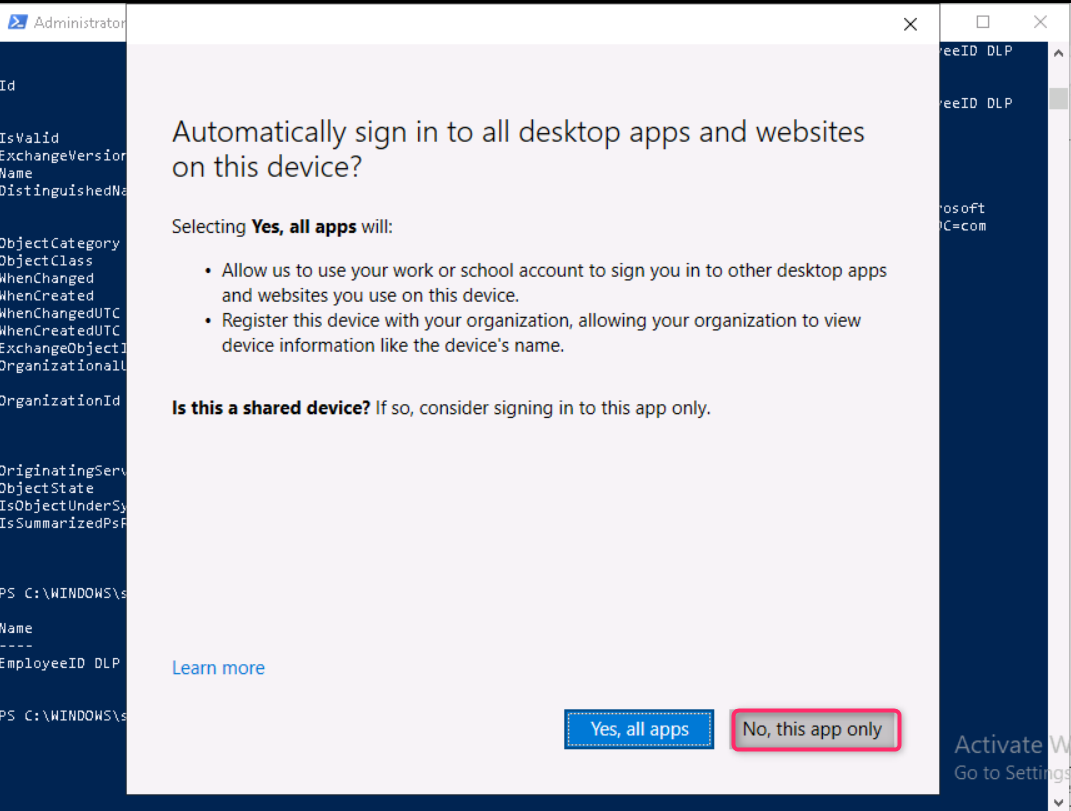 Administrator
Id
IsValid
ExchangeVersion
Name
DistinguishedNa
ObjectCategory
ObjectClass
WhenChanged
WhenCreated
WhenChangedUTC
WhenCreatedUTC
ExchangeObjectI
OrganizationalU
OrganizationId
OriginatingServ
ObjectState
IsObjectUnderSy
IsSummarizedPsP
PS C:\WINDOWS\s
Name
----
EmployeeID DLP
PS C:\WINDOWS\s
Automatically sign in to all desktop apps and websites
on this device?
Selecting Yes, all apps will:
• Allow us to use your work or school account to sign you in to other desktop apps
and websites you use on this device.
• Register this device with your organization, allowing your organization to view
device information like the device's name.
Is this a shared device? If so, consider signing in to this app only.
Learn more
Yes, all apps
No, this app only
yeeID DLP
yeeID DLP
rosoft
DC=com
Activate W
Go to Settings